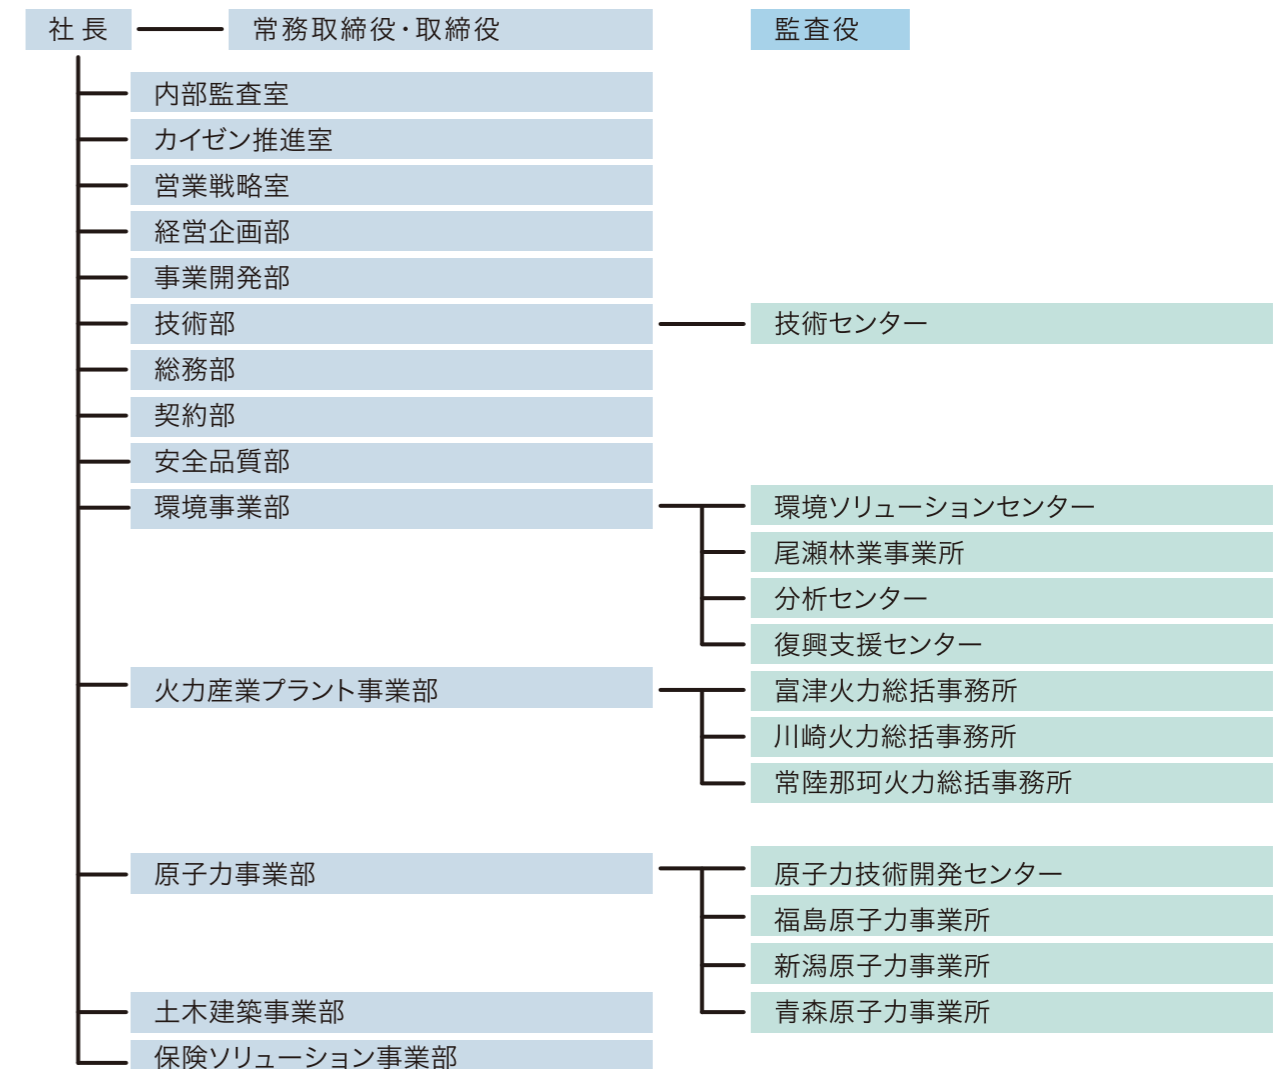 社長
常務取締役・取締役
監査役
内部監査室
カイゼン推進室
営業戦略室
経営企画部
事業開発部
技術部
技術センター
総務部
契約部
安全品質部
環境事業部
環境ソリューションセンター
尾瀬林業事業所
分析センター
復興支援センター
火力産業プラント事業部
富津火力総括事務所
川崎火力総括事務所
常陸那珂火力総括事務所
原子力事業部
原子力技術開発センター
福島原子力事業所
新潟原子力事業所
青森原子力事業所
土木建築事業部
保険ソリューション事業部